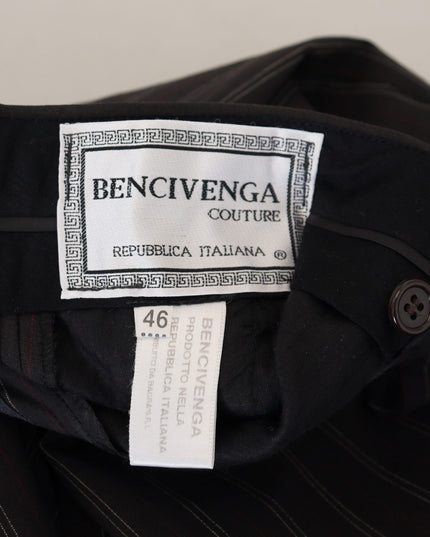 BENCIVENGA
COUTURE
REPUBBLICA ITALIANA ®
46
BENCIVENGA
PRODOTTO NELLA
REPUBBLICA ITALIANA